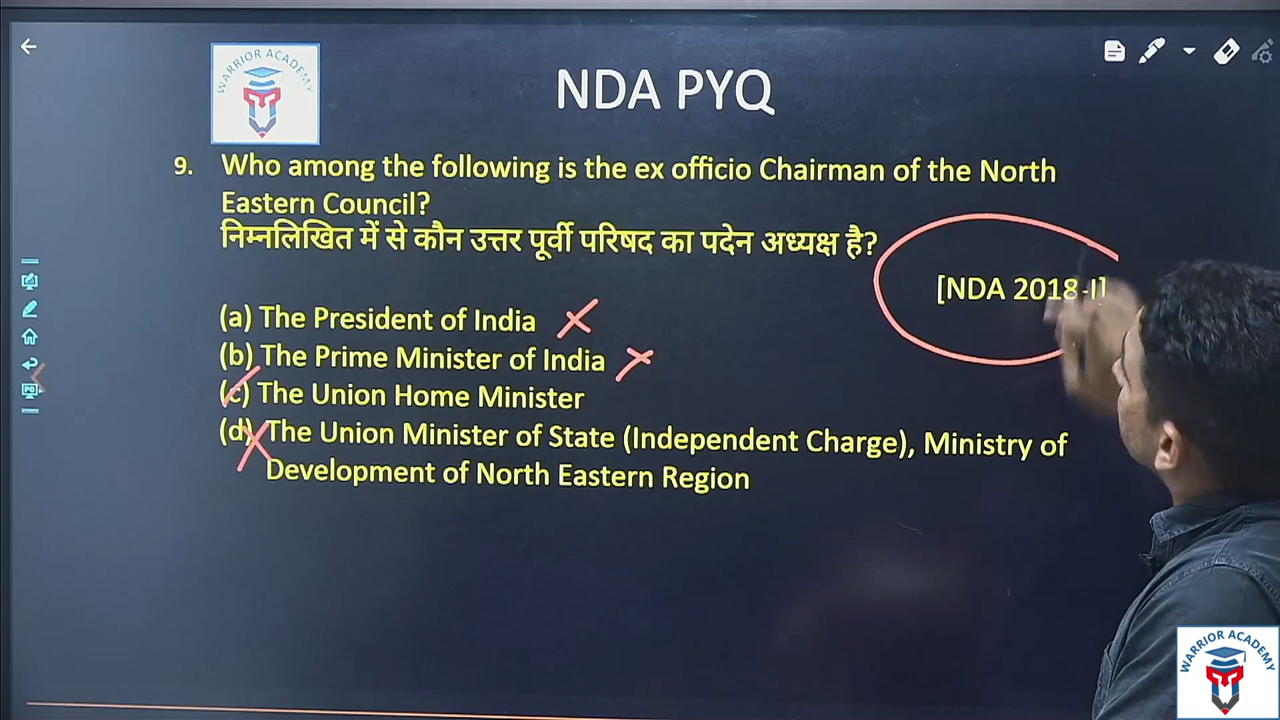 WARRIOR ACADEMY
NDA PYQ
9. Who among the following is the ex officio Chairman of the North
Eastern Council?
निम्नलिखित में से कौन उत्तर पूर्वी परिषद का पदेन अध्यक्ष है?
[NDA 2018-I]
(a) The President of India
(b) The Prime Minister of India
(c) The Union Home Minister
(d) The Union Minister of State (Independent Charge), Ministry of
Development of North Eastern Region
WARRIOR ACADEMY